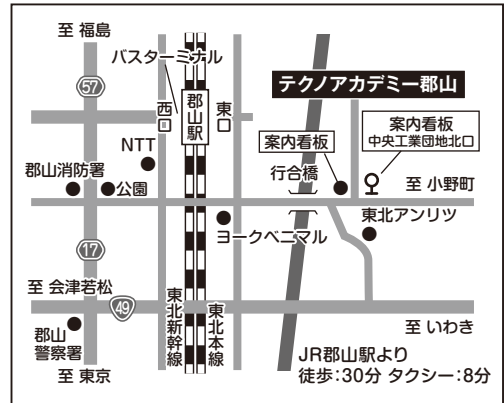 至 福島
バスターミナル
57
西口
郡山駅
東口
テクノアカデミー郡山
案内看板
中央工業団地北口
案内看板
NTT
行合橋
郡山消防署
公園
至 小野町
東北アンリツ
ヨークベニマル
17
至 会津若松
49
東北新幹線
東北本線
郡山
警察署
至 いわき
至 東京
JR郡山駅より
徒歩:30分 タクシー:8分